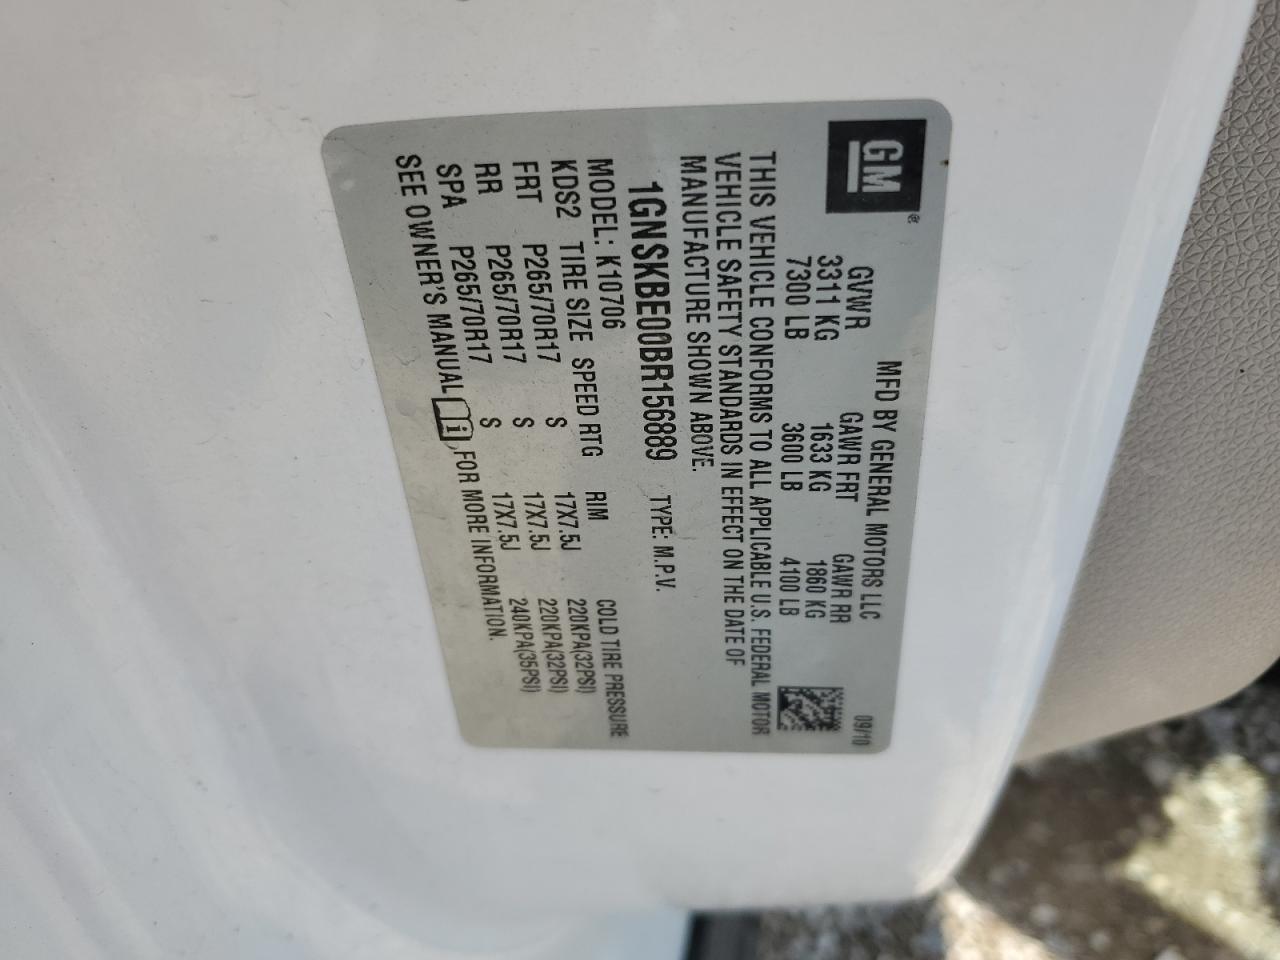 GM®
MFD BY GENERAL MOTORS LLC 09/10
GVWR GAWR FRT GAWR RR
3311 KG 1633 KG 1860 KG
7300 LB 3600 LB 4100 LB
THIS VEHICLE CONFORMS TO ALL APPLICABLE U.S. FEDERAL MOTOR
VEHICLE SAFETY STANDARDS IN EFFECT ON THE DATE OF
MANUFACTURE SHOWN ABOVE.
1GNSKBE00BR156889 TYPE: M.P.V.
MODEL: K10706
KDS2 TIRE SIZE SPEED RTG RIM COLD TIRE PRESSURE
FRT P265/70R17 S 17X7.5J 220KPA(32PSI)
RR P265/70R17 S 17X7.5J 220KPA(32PSI)
SPA P265/70R17 S 17X7.5J 240KPA(35PSI)
SEE OWNER'S MANUAL i FOR MORE INFORMATION.